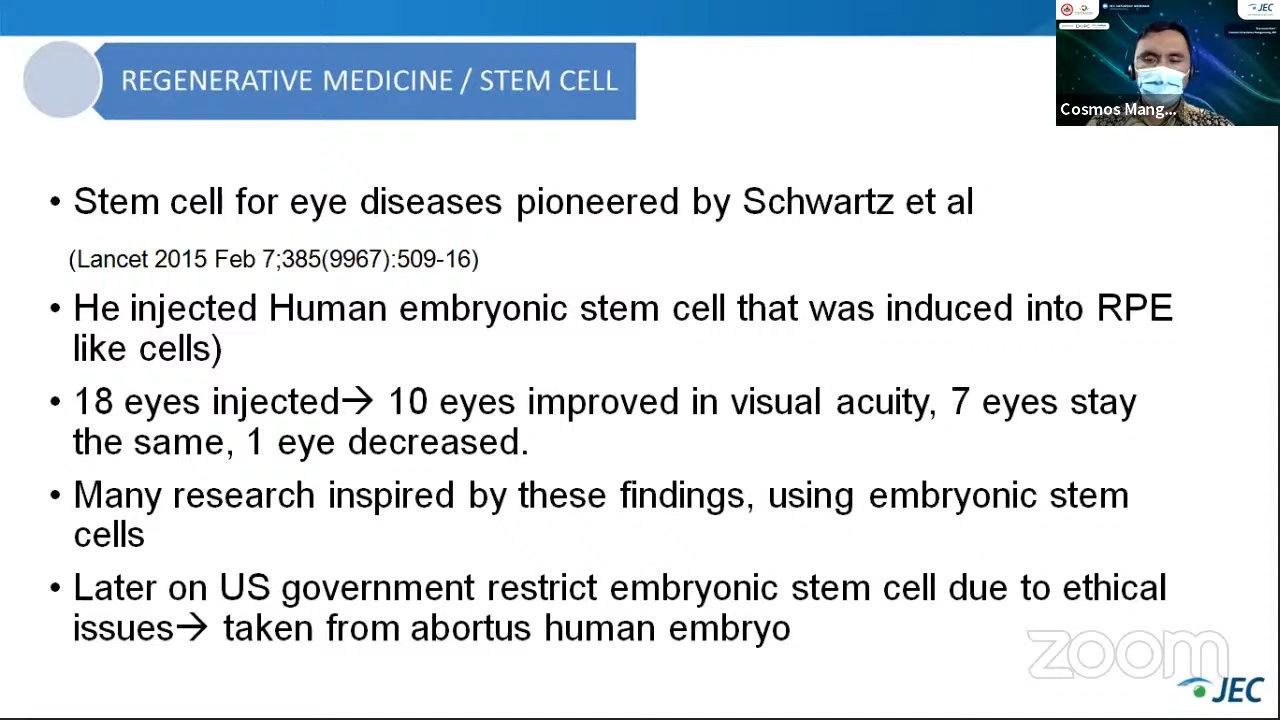 JEC
REGENERATIVE MEDICINE / STEM CELL
Cosmos Mang...
• Stem cell for eye diseases pioneered by Schwartz et al
(Lancet 2015 Feb 7;385(9967):509-16)
• He injected Human embryonic stem cell that was induced into RPE
like cells)
• 18 eyes injected→ 10 eyes improved in visual acuity, 7 eyes stay
the same, 1 eye decreased.
• Many research inspired by these findings, using embryonic stem
cells
• Later on US government restrict embryonic stem cell due to ethical
issues→ taken from abortus human embryo
zoom
JEC